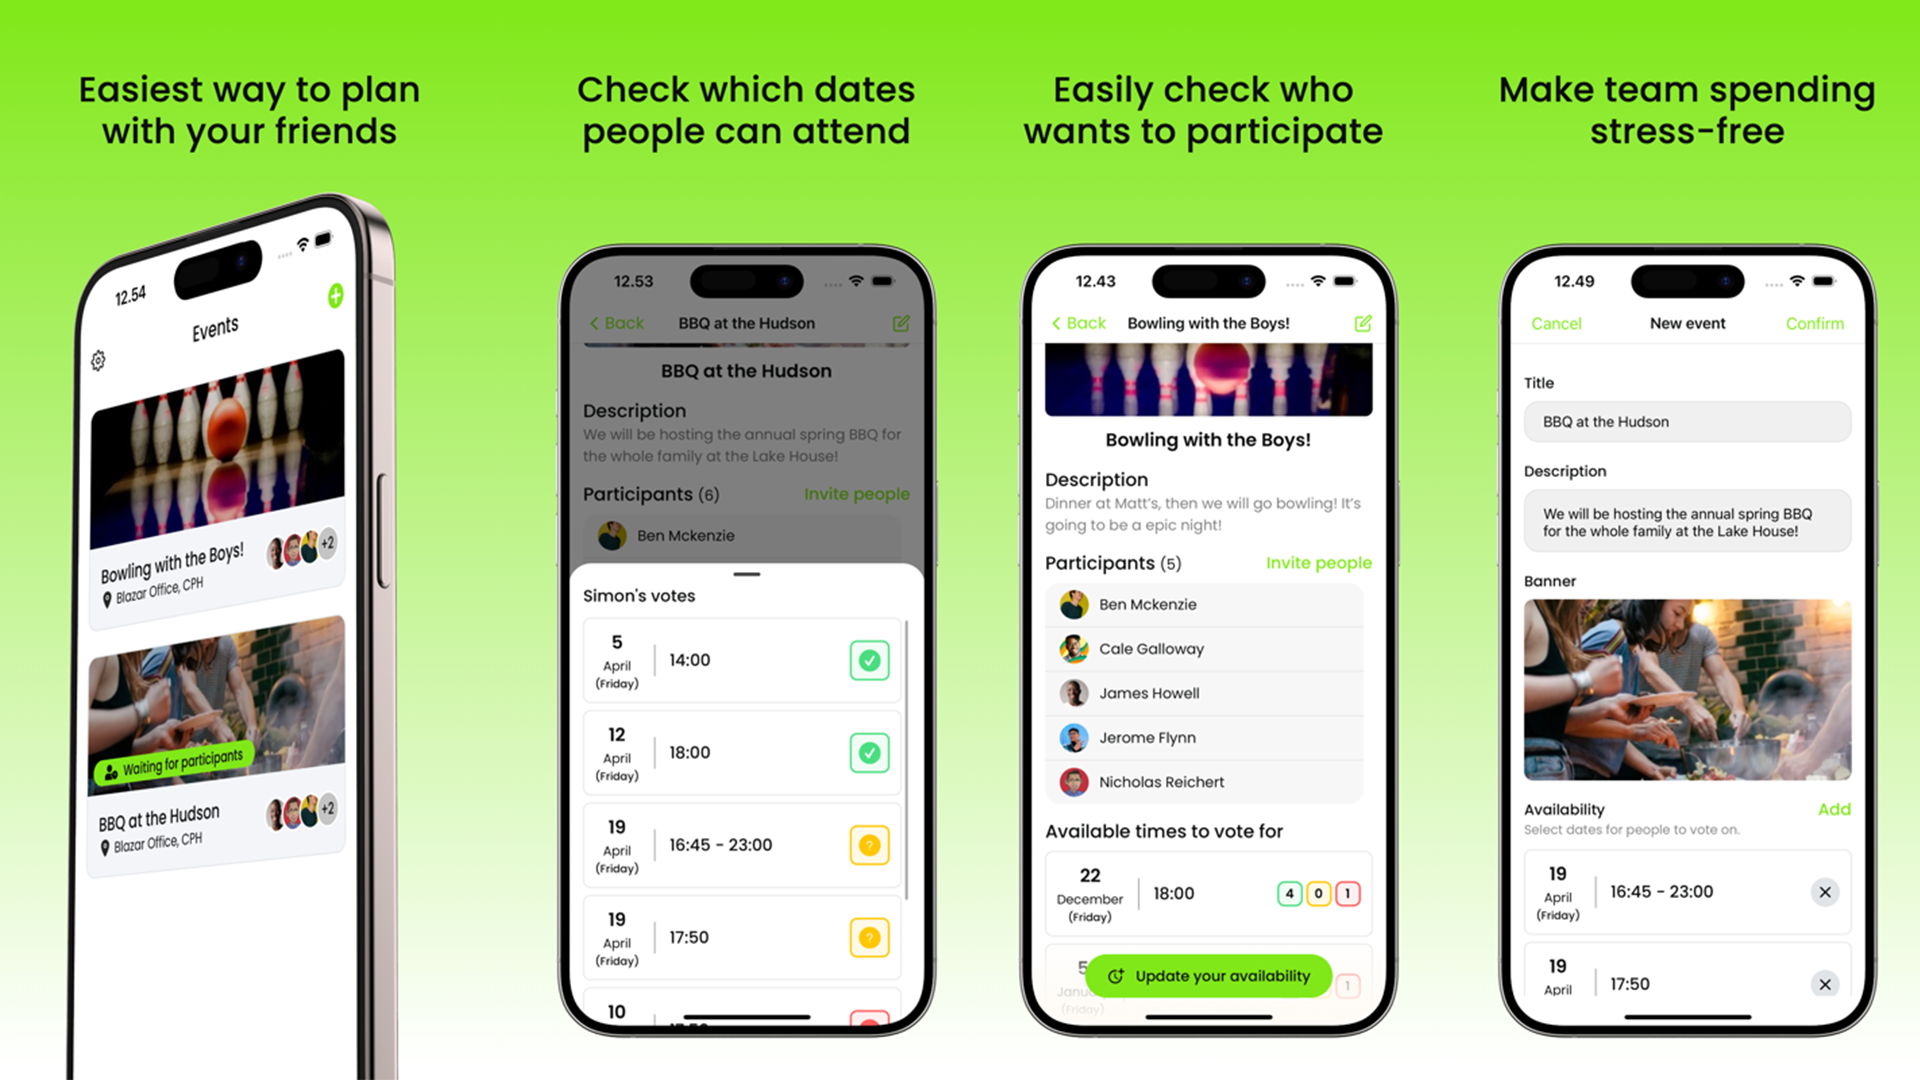 Easiest way to plan
with your friends
12.54
Events
Bowling with the Boys!
Blazar Office, CPH
+2
Waiting for participants
BBQ at the Hudson
Blazar Office, CPH
+2
Check which dates
people can attend
12.53
Back
BBQ at the Hudson
BBQ at the Hudson
Description
We will be hosting the annual spring BBQ for
the whole family at the Lake House!
Participants (6)
Invite people
Ben Mckenzie
Simon's votes
5
April
(Friday)
14:00
12
April
(Friday)
18:00
19
April
(Friday)
16:45 - 23:00
?
19
April
(Friday)
17:50
?
10
Easily check who
wants to participate
12.43
Back
Bowling with the Boys!
Bowling with the Boys!
Description
Dinner at Matt's, then we will go bowling! It's
going to be a epic night!
Participants (5)
Invite people
Ben Mckenzie
Cale Galloway
James Howell
Jerome Flynn
Nicholas Reichert
Available times to vote for
22
December
(Friday)
18:00
4 0 1
5
(Friday)
1
Update your availability
Make team spending
stress-free
12.49
Cancel
New event
Confirm
Title
BBQ at the Hudson
Description
We will be hosting the annual spring BBQ
for the whole family at the Lake House!
Banner
Availability
Add
Select dates for people to vote on.
19
April
(Friday)
16:45 - 23:00
19
April
17:50